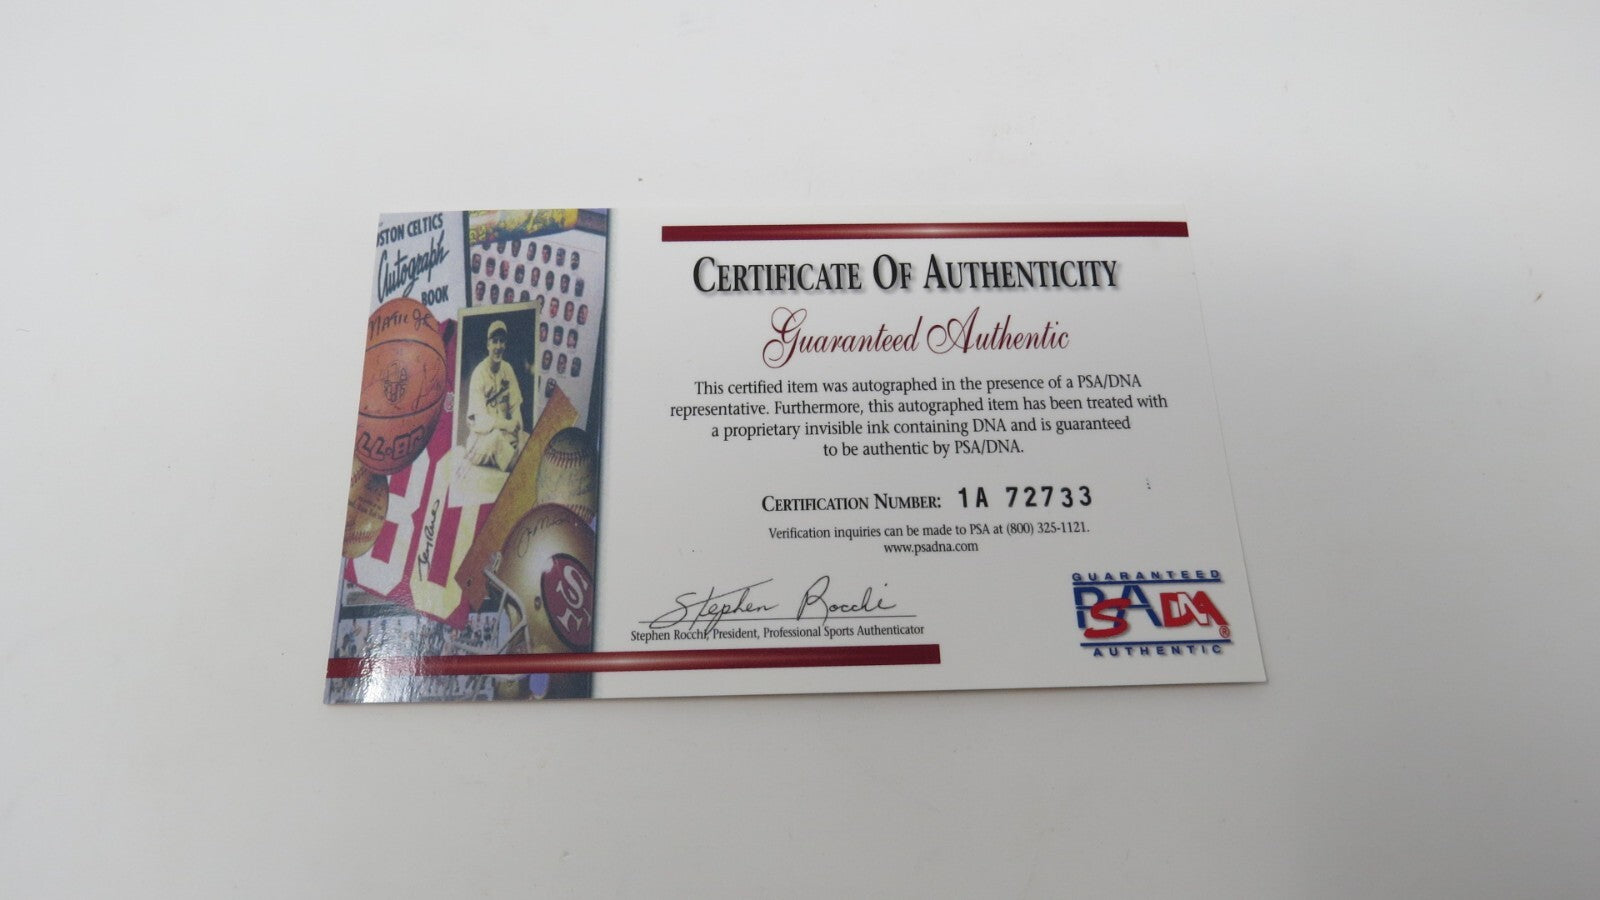 STON CELTICS
Autograph
BOOK
CERTIFICATE OF AUTHENTICITY
Guaranteed Authentic
This certified item was autographed in the presence of a PSA/DNA
representative. Furthermore, this autographed item has been treated with
a proprietary invisible ink containing DNA and is guaranteed
to be authentic by PSA/DNA.
CERTIFICATION NUMBER: 1A 72733
Verification inquiries can be made to PSA at (800) 325-1121.
www.psadna.com
Stephen Rocchi
Stephen Rocchi, President, Professional Sports Authenticator
GUARANTEED
PSA DNA®
AUTHENTIC
80
SF